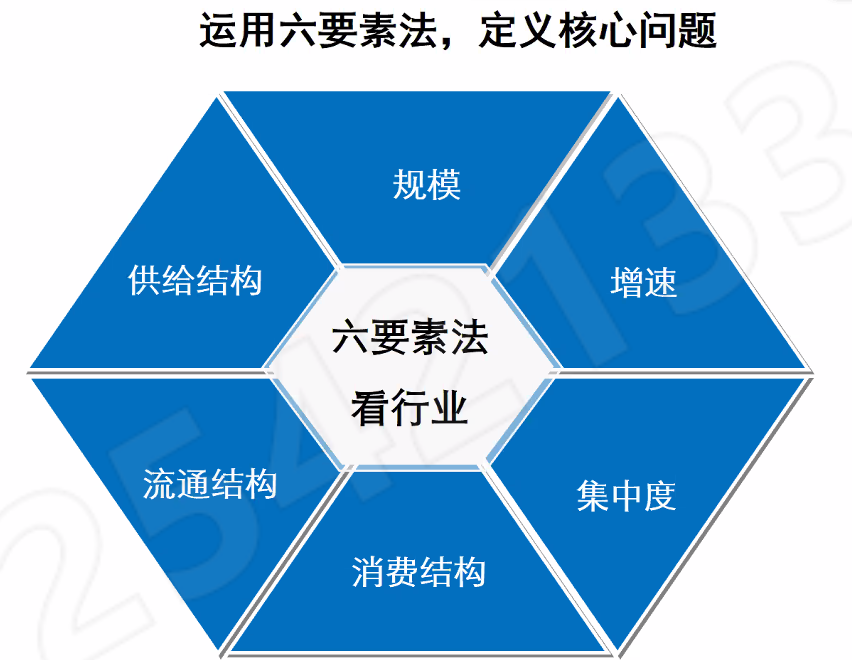 运用六要素法，定义核心问题
规模
供给结构
增速
六要素法
看行业
流通结构
集中度
消费结构
2542133